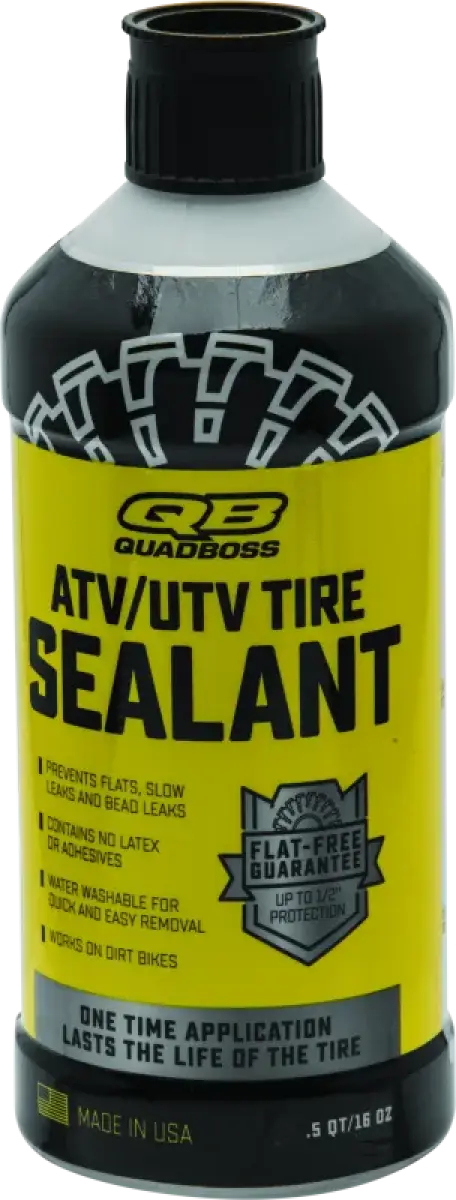 QB
QUADBOSS
ATV/UTV TIRE
SEALANT
PREVENTS FLATS, SLOW
LEAKS AND BEAD LEAKS
CONTAINS NO LATEX
OR ADHESIVES
WATER WASHABLE FOR
QUICK AND EASY REMOVAL
WORKS ON DIRT BIKES
FLAT-FREE
GUARANTEE
UP TO 1/2"
PROTECTION
ONE TIME APPLICATION
LASTS THE LIFE OF THE TIRE
MADE IN USA
.5 QT/16 OZ